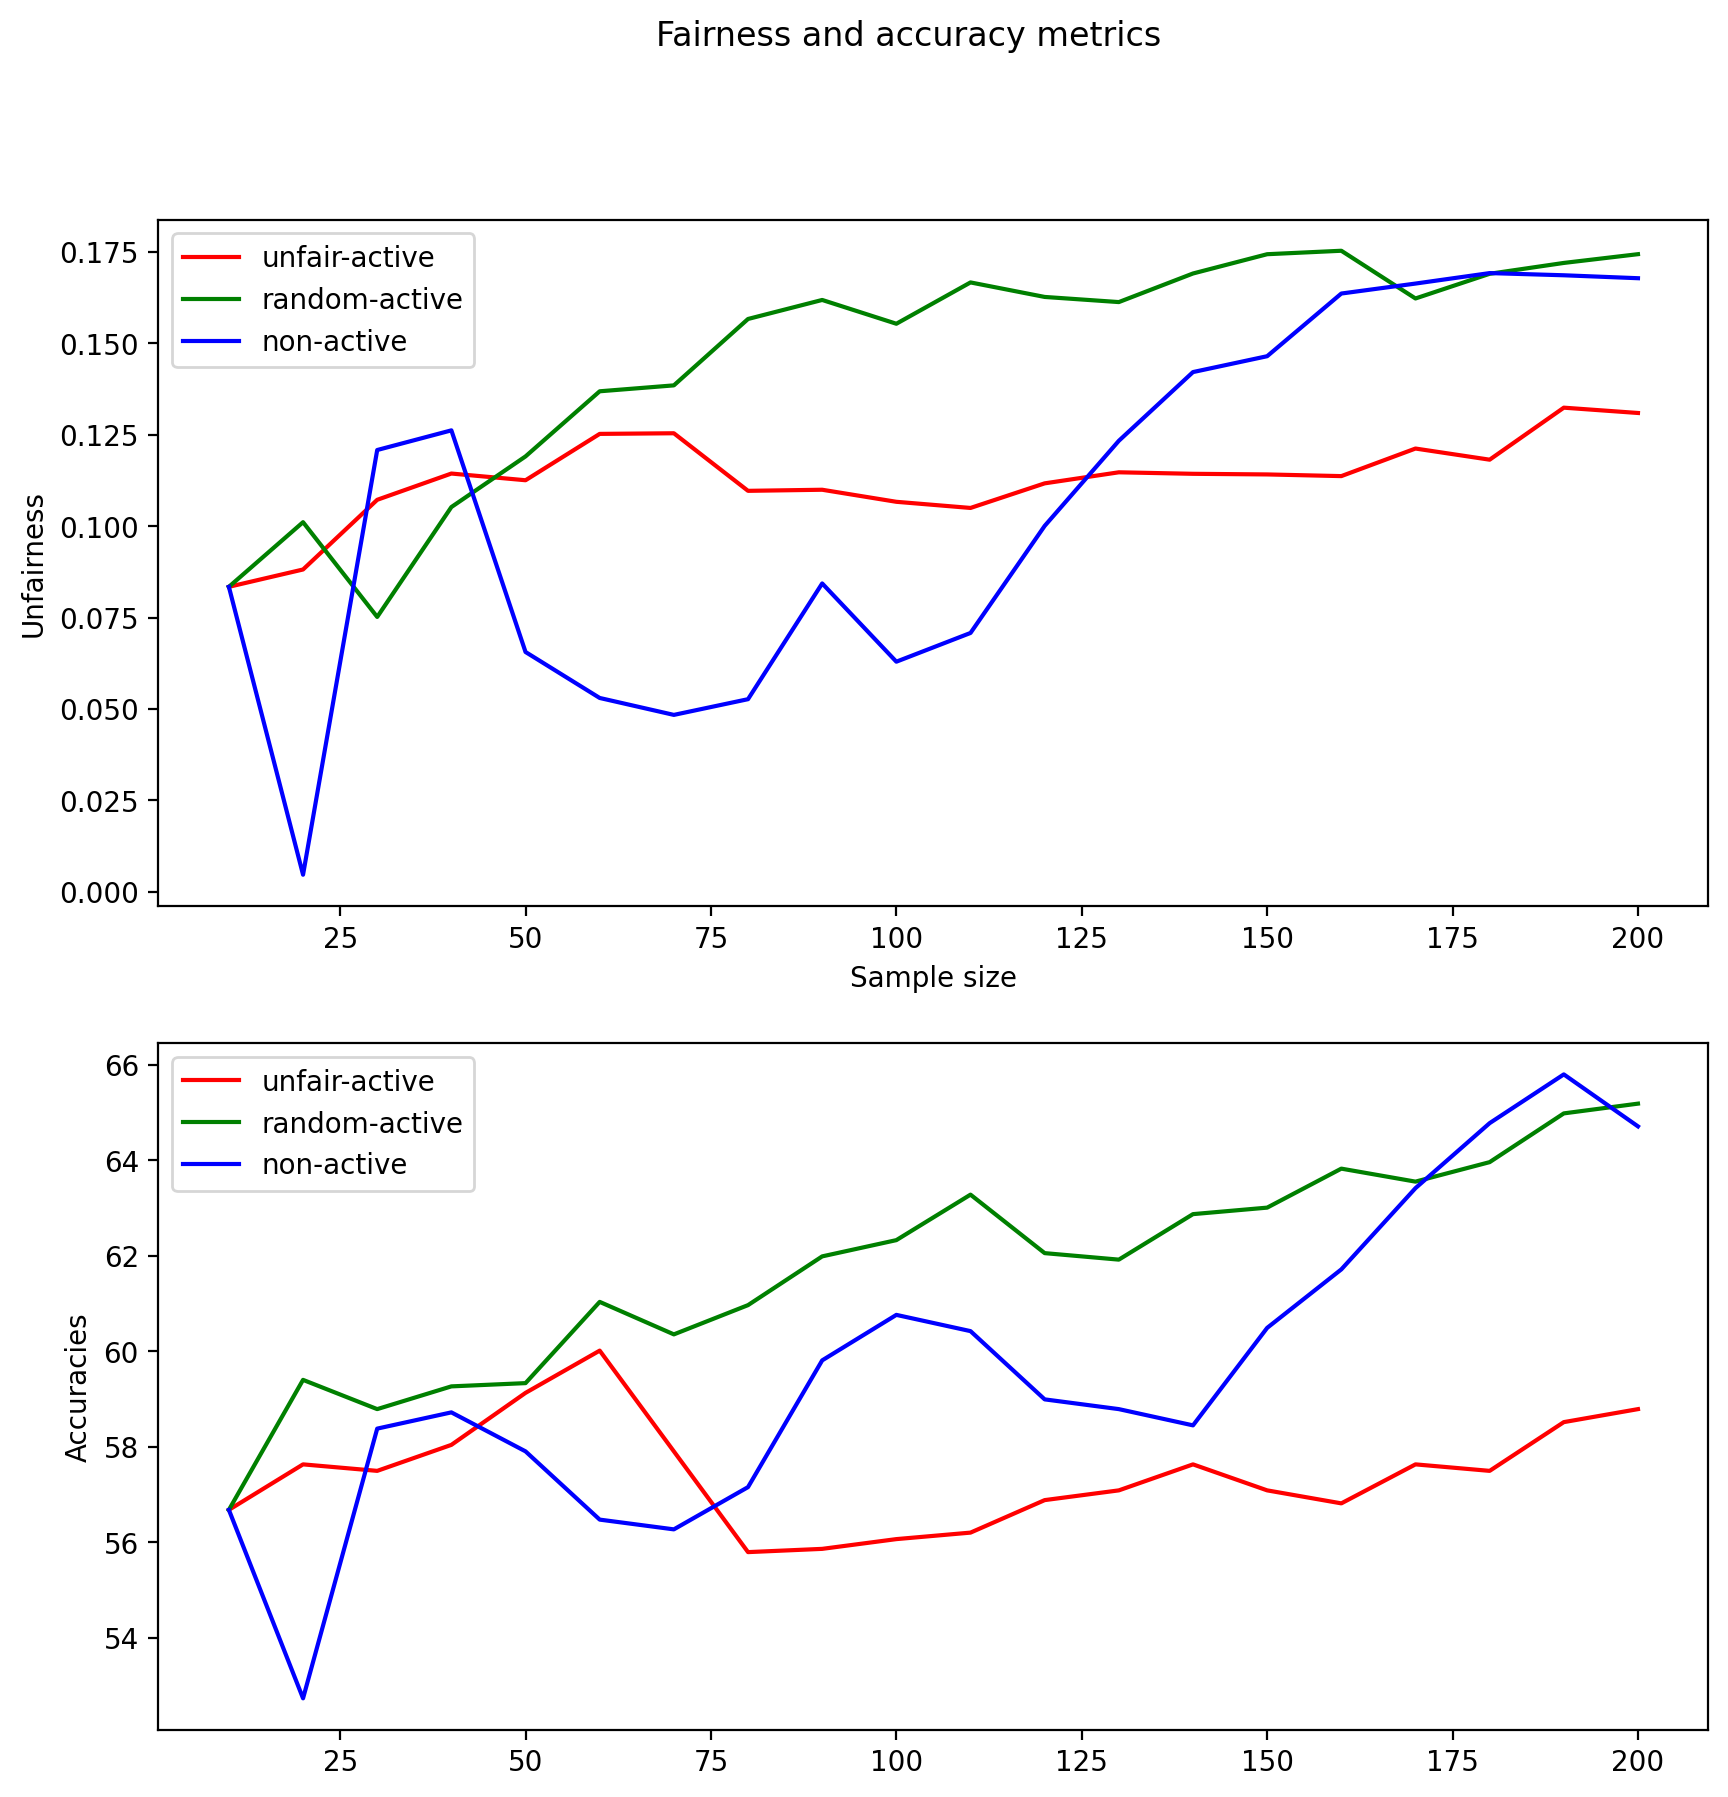 Fairness and accuracy metrics
unfair-active
random-active
non-active
Unfairness
0.175
0.150
0.125
0.100
0.075
0.050
0.025
0.000
25 50 75 100 125 150 175 200
Sample size
unfair-active
random-active
non-active
Accuracies
66
64
62
60
58
56
54
25 50 75 100 125 150 175 200